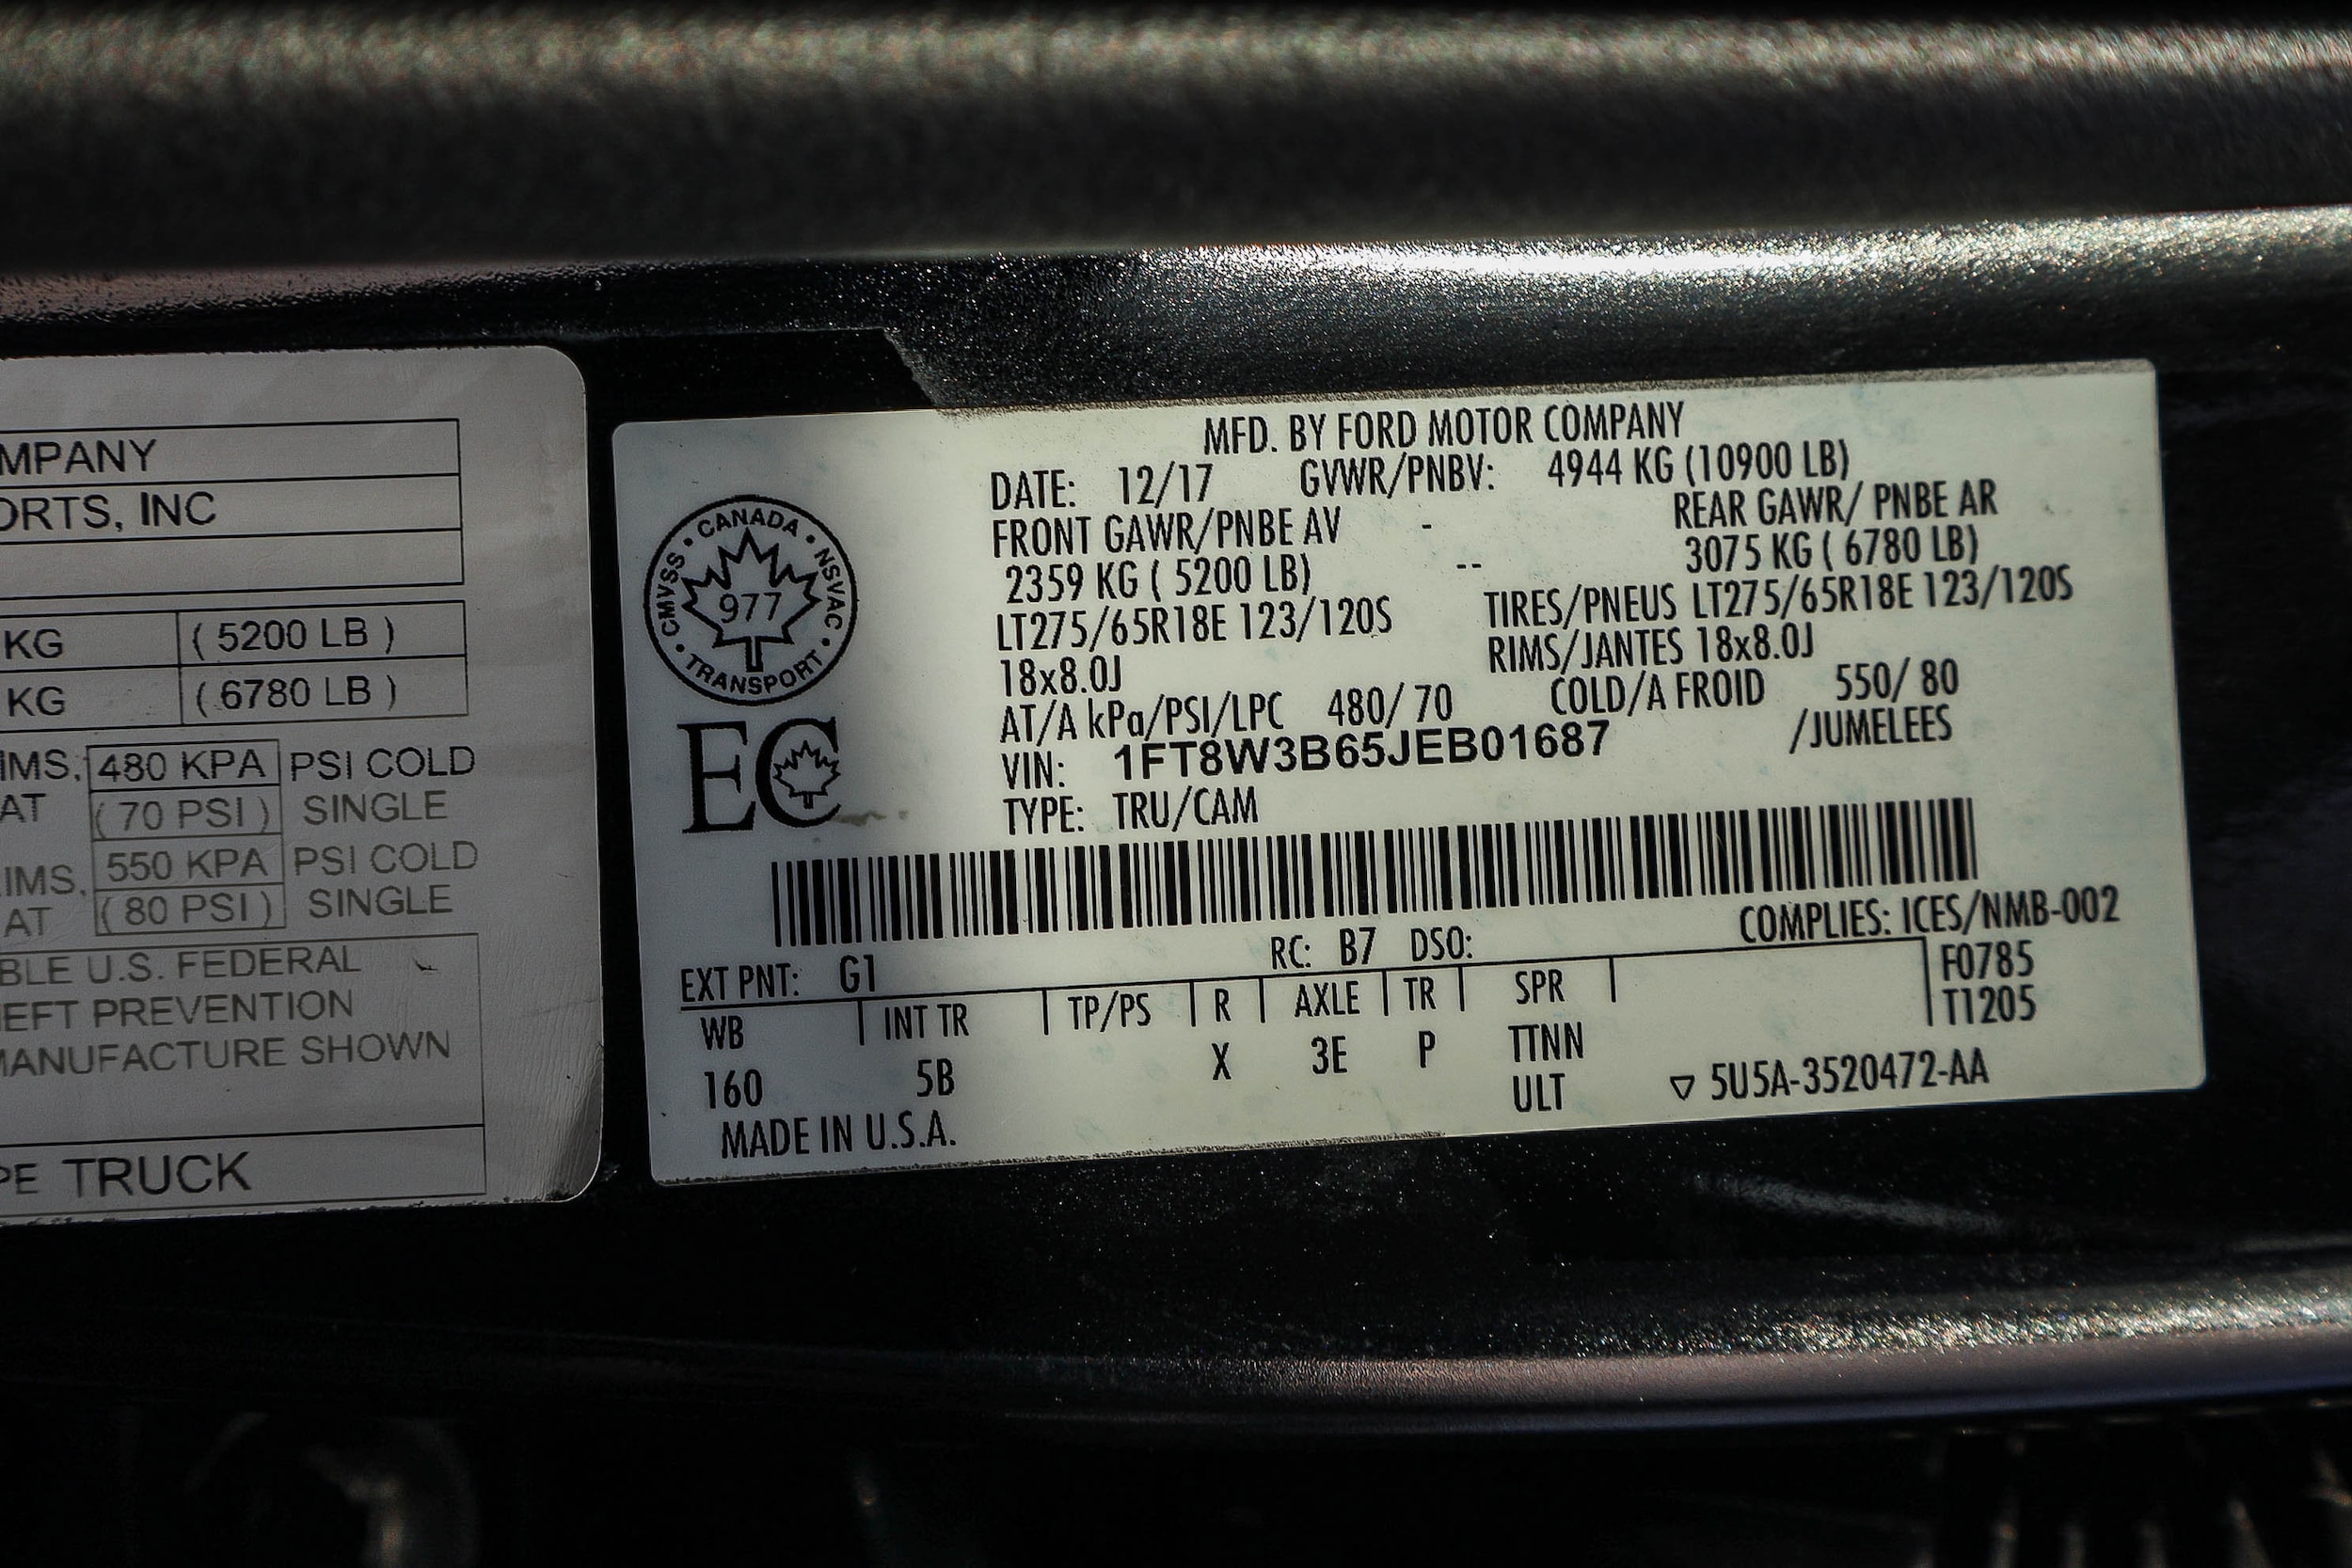 MPANY
ORTS, INC
KG ( 5200 LB )
KG ( 6780 LB )
IMS, 480 KPA PSI COLD
AT ( 70 PSI ) SINGLE
IMS, 550 KPA PSI COLD
AT ( 80 PSI ) SINGLE
BLE U.S. FEDERAL
EFT PREVENTION
MANUFACTURE SHOWN
PE TRUCK
MFD. BY FORD MOTOR COMPANY
DATE: 12/17 GVWR/PNBV: 4944 KG (10900 LB)
FRONT GAWR/PNBE AV - REAR GAWR/ PNBE AR
2359 KG ( 5200 LB) -- 3075 KG ( 6780 LB)
LT275/65R18E 123/120S TIRES/PNEUS LT275/65R18E 123/120S
18x8.0J RIMS/JANTES 18x8.0J
AT/A kPa/PSI/LPC 480/ 70 COLD/A FROID 550/ 80
VIN: 1FT8W3B65JEB01687 /JUMELEES
TYPE: TRU/CAM
CANADA • NSVAC • TRANSPORT • CMVSS •
977
EC
COMPLIES: ICES/NMB-002
EXT PNT: G1 RC: B7 DSO:
WB INT TR TP/PS R AXLE TR SPR F0785
T1205
160 5B X 3E P TTNN
ULT ▽ 5U5A-3520472-AA
MADE IN U.S.A.